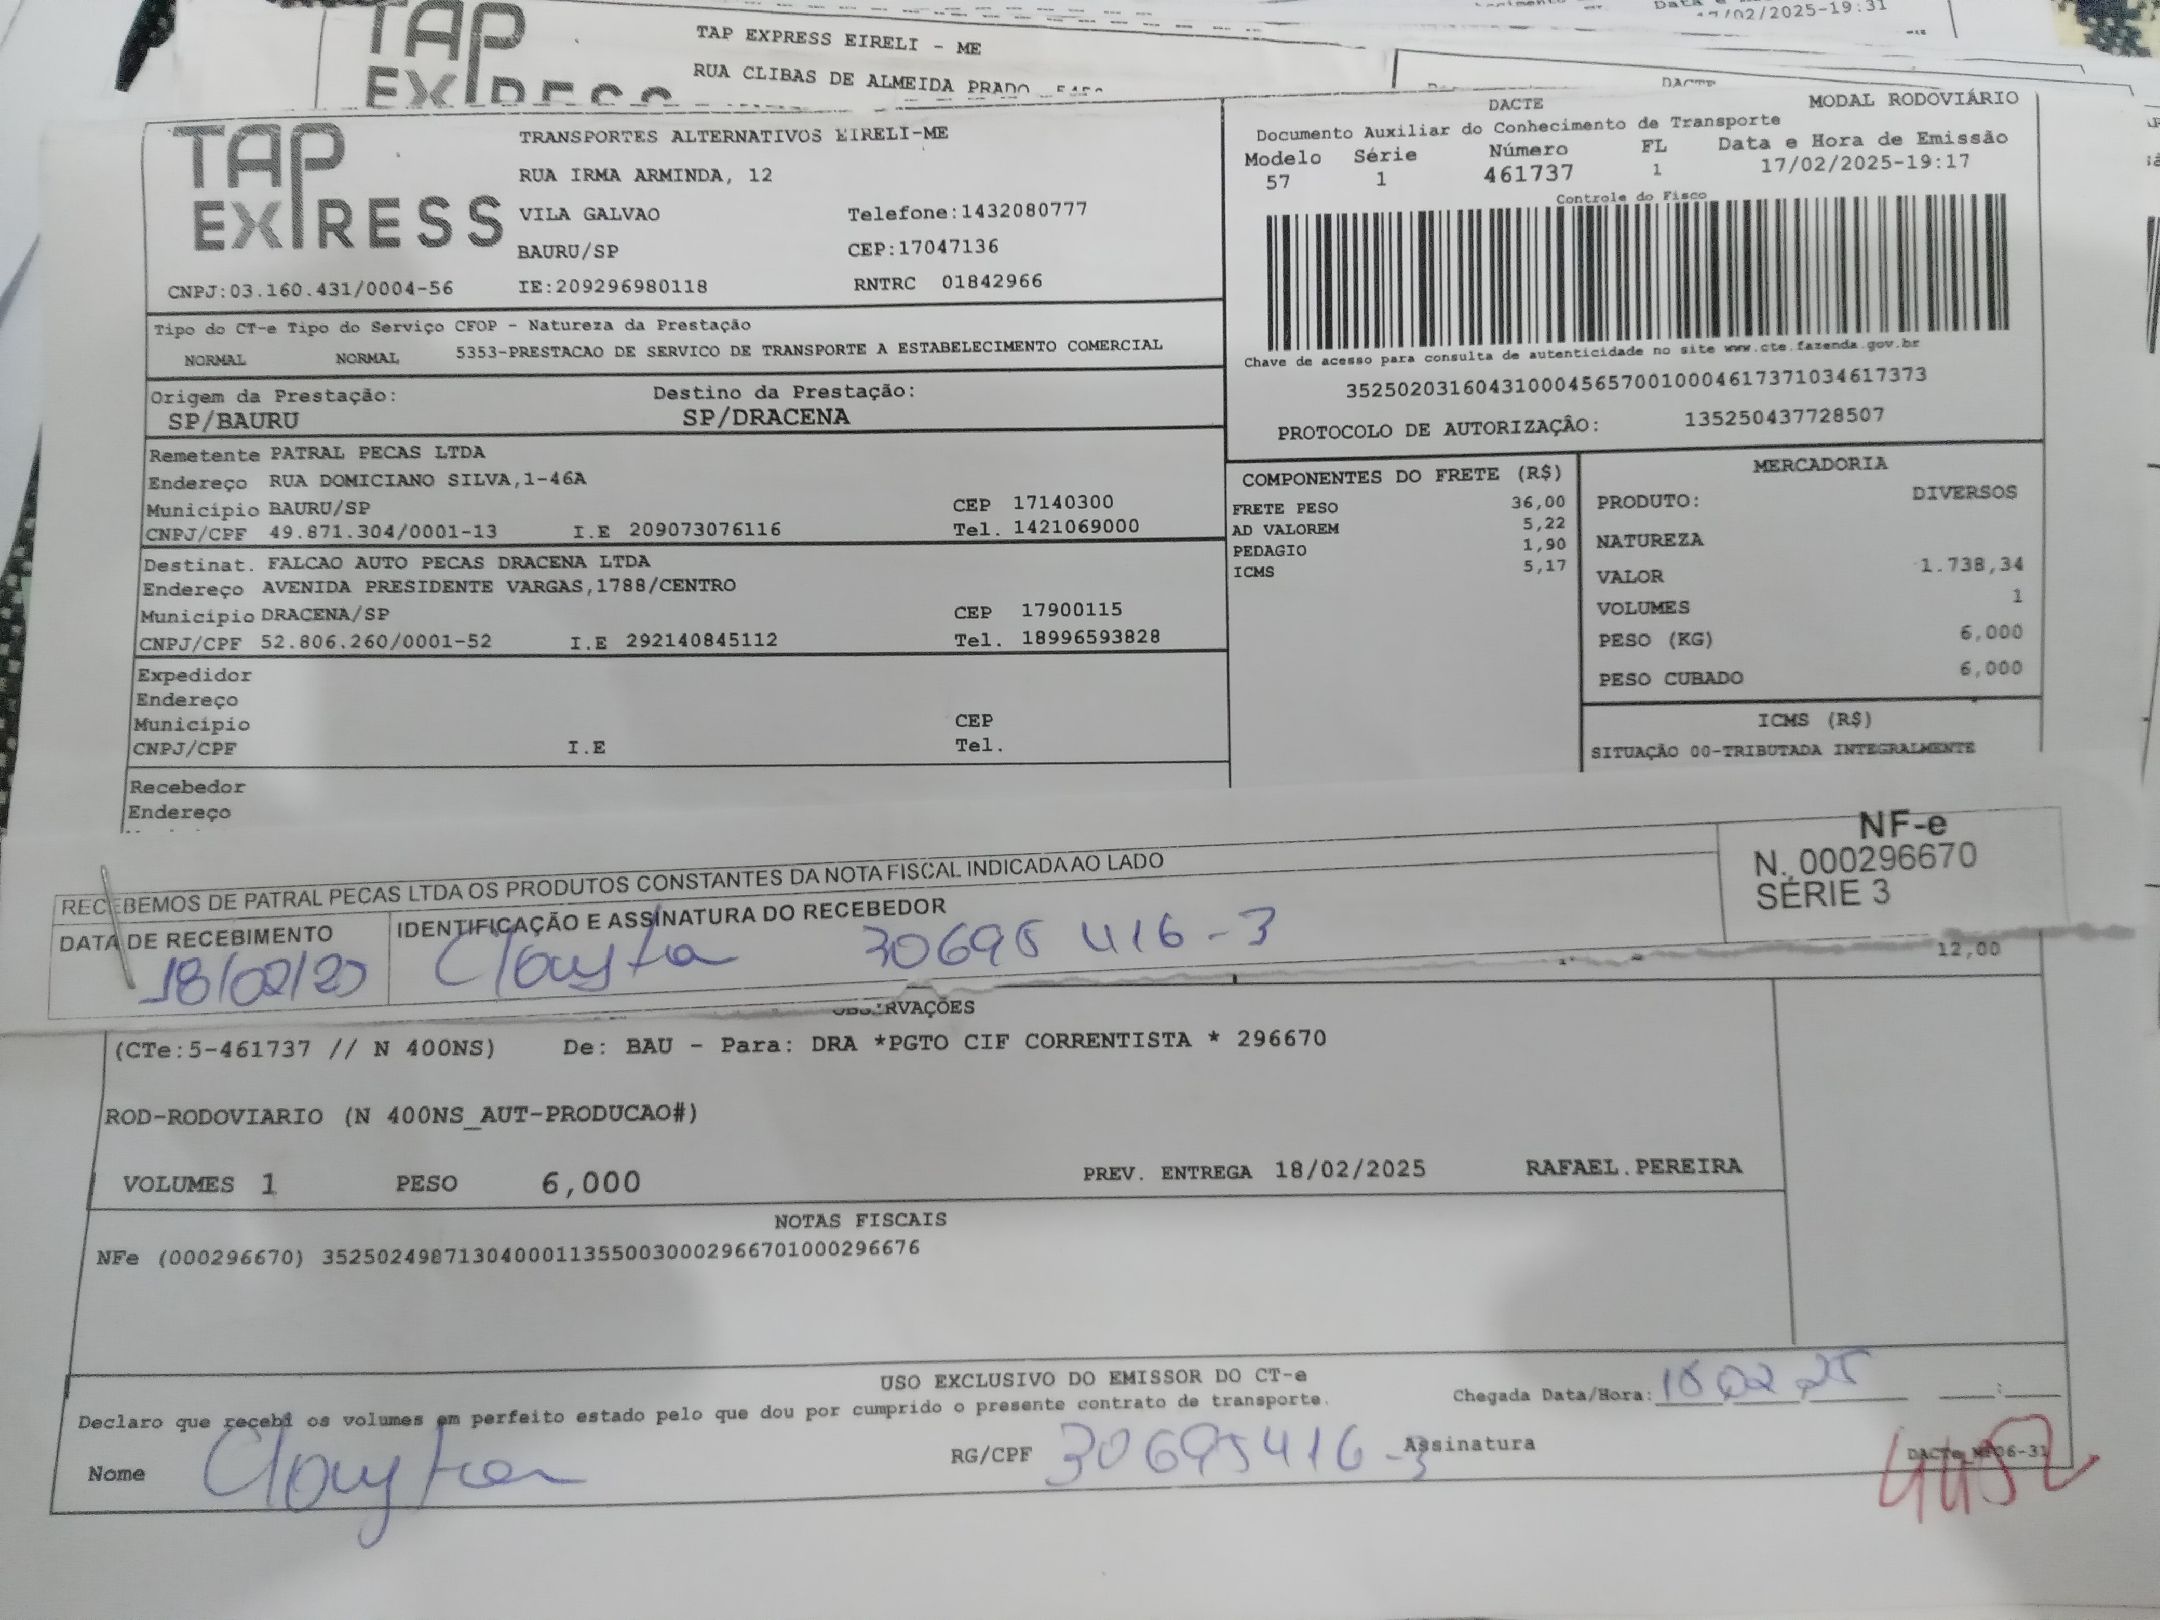 17/02/2025-19:31
TAP
TAP EXPRESS EIRELI - ME
RUA CLIBAS DE ALMEIDA PRADO
DACTE
TAP
EXPRESS
TRANSPORTES ALTERNATIVOS EIRELI-ME
RUA IRMA ARMINDA, 12
VILA GALVAO Telefone:1432080777
BAURU/SP CEP:17047136
CNPJ:03.160.431/0004-56 IE:209296980118 RNTRC 01842966
DACTE MODAL RODOVIÁRIO
Documento Auxiliar do Conhecimento de Transporte
Modelo Série Número FL Data e Hora de Emissão
57 1 461737 1 17/02/2025-19:17
Controle do Fisco
Chave de acesso para consulta de autenticidade no site www.cte.fazenda.gov.br
35250203160431000456570010004617371034617373
PROTOCOLO DE AUTORIZAÇÂO: 135250437728507
Tipo do CT-e Tipo do Serviço CFOP - Natureza da Prestação
NORMAL NORMAL 5353-PRESTACAO DE SERVICO DE TRANSPORTE A ESTABELECIMENTO COMERCIAL
Origem da Prestação: Destino da Prestação:
SP/BAURU SP/DRACENA
Remetente PATRAL PECAS LTDA
Endereço RUA DOMICIANO SILVA,1-46A
Município BAURU/SP CEP 17140300
CNPJ/CPF 49.871.304/0001-13 I.E 209073076116 Tel. 1421069000
Destinat. FALCAO AUTO PECAS DRACENA LTDA
Endereço AVENIDA PRESIDENTE VARGAS,1788/CENTRO
Município DRACENA/SP CEP 17900115
CNPJ/CPF 52.806.260/0001-52 I.E 292140845112 Tel. 18996593828
Expedidor
Endereço
Município CEP
CNPJ/CPF I.E Tel.
Recebedor
Endereço
COMPONENTES DO FRETE (R$)
FRETE PESO 36,00
AD VALOREM 5,22
PEDAGIO 1,90
ICMS 5,17
MERCADORIA
PRODUTO: DIVERSOS
NATUREZA
VALOR 1.738,34
VOLUMES 1
PESO (KG) 6,000
PESO CUBADO 6,000
ICMS (R$)
SITUAÇÃO 00-TRIBUTADA INTEGRALMENTE
RECEBEMOS DE PATRAL PECAS LTDA OS PRODUTOS CONSTANTES DA NOTA FISCAL INDICADA AO LADO
DATA DE RECEBIMENTO IDENTIFICAÇÃO E ASSINATURA DO RECEBEDOR
18/02/25 30695416-3
NF-e
N. 000296670
SÉRIE 3
12,00
(CTe:5-461737 // N 400NS) De: BAU - Para: DRA *PGTO CIF CORRENTISTA * 296670
ROD-RODOVIARIO (N 400NS_AUT-PRODUCAO#)
VOLUMES 1 PESO 6,000 PREV. ENTREGA 18/02/2025 RAFAEL.PEREIRA
NOTAS FISCAIS
NFe (000296670) 35250249871304000113550030002966701000296676
USO EXCLUSIVO DO EMISSOR DO CT-e
Declaro que recebi os volumes em perfeito estado pelo que dou por cumprido o presente contrato de transporte. Chegada Data/Hora: 18 02 25
Nome RG/CPF 30695416-3 Assinatura